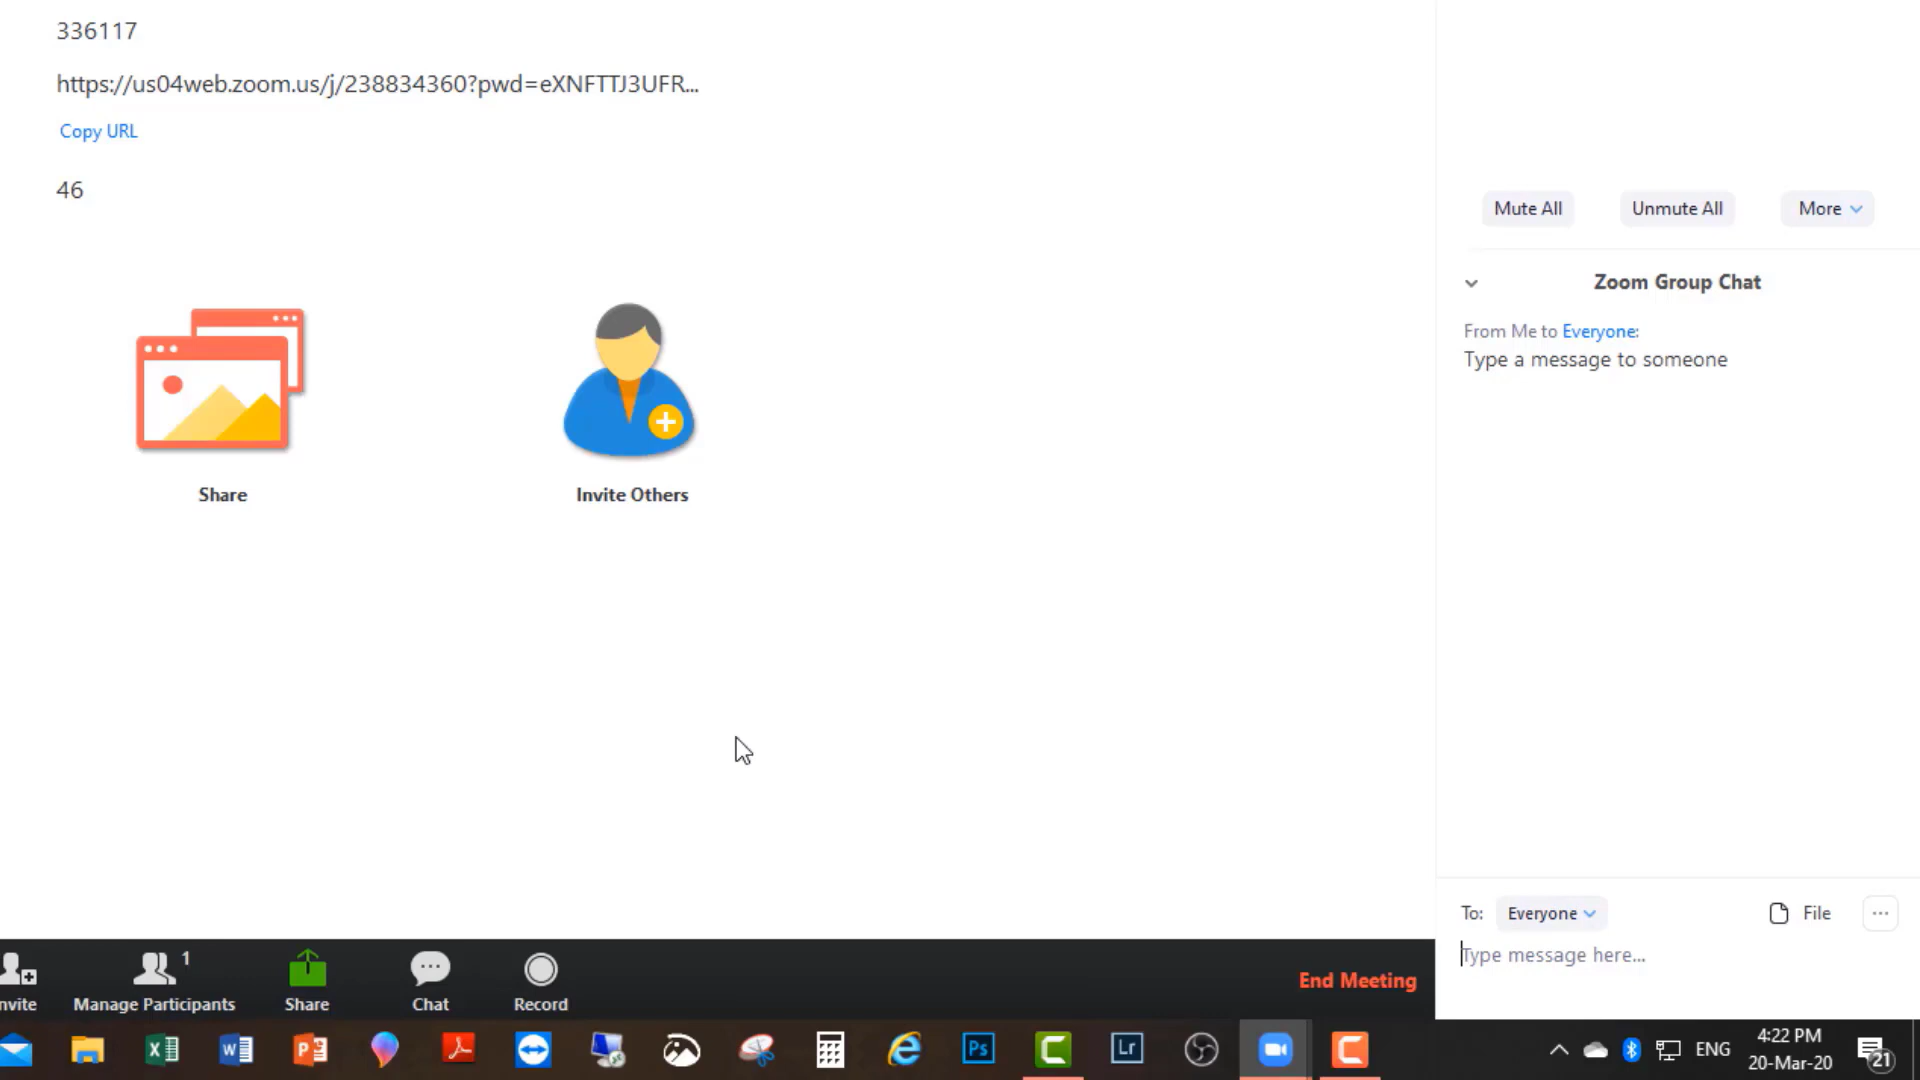 336117
https://us04web.zoom.us/j/238834360?pwd=eXNFTTJ3UFR...
Copy URL
46
Share
Invite Others
Mute All
Unmute All
More
Zoom Group Chat
From Me to Everyone:
Type a message to someone
To: Everyone
File
Type message here...
nvite
1
Manage Participants
Share
Chat
Record
End Meeting
Ps
Lr
ENG
4:22 PM
20-Mar-20
21